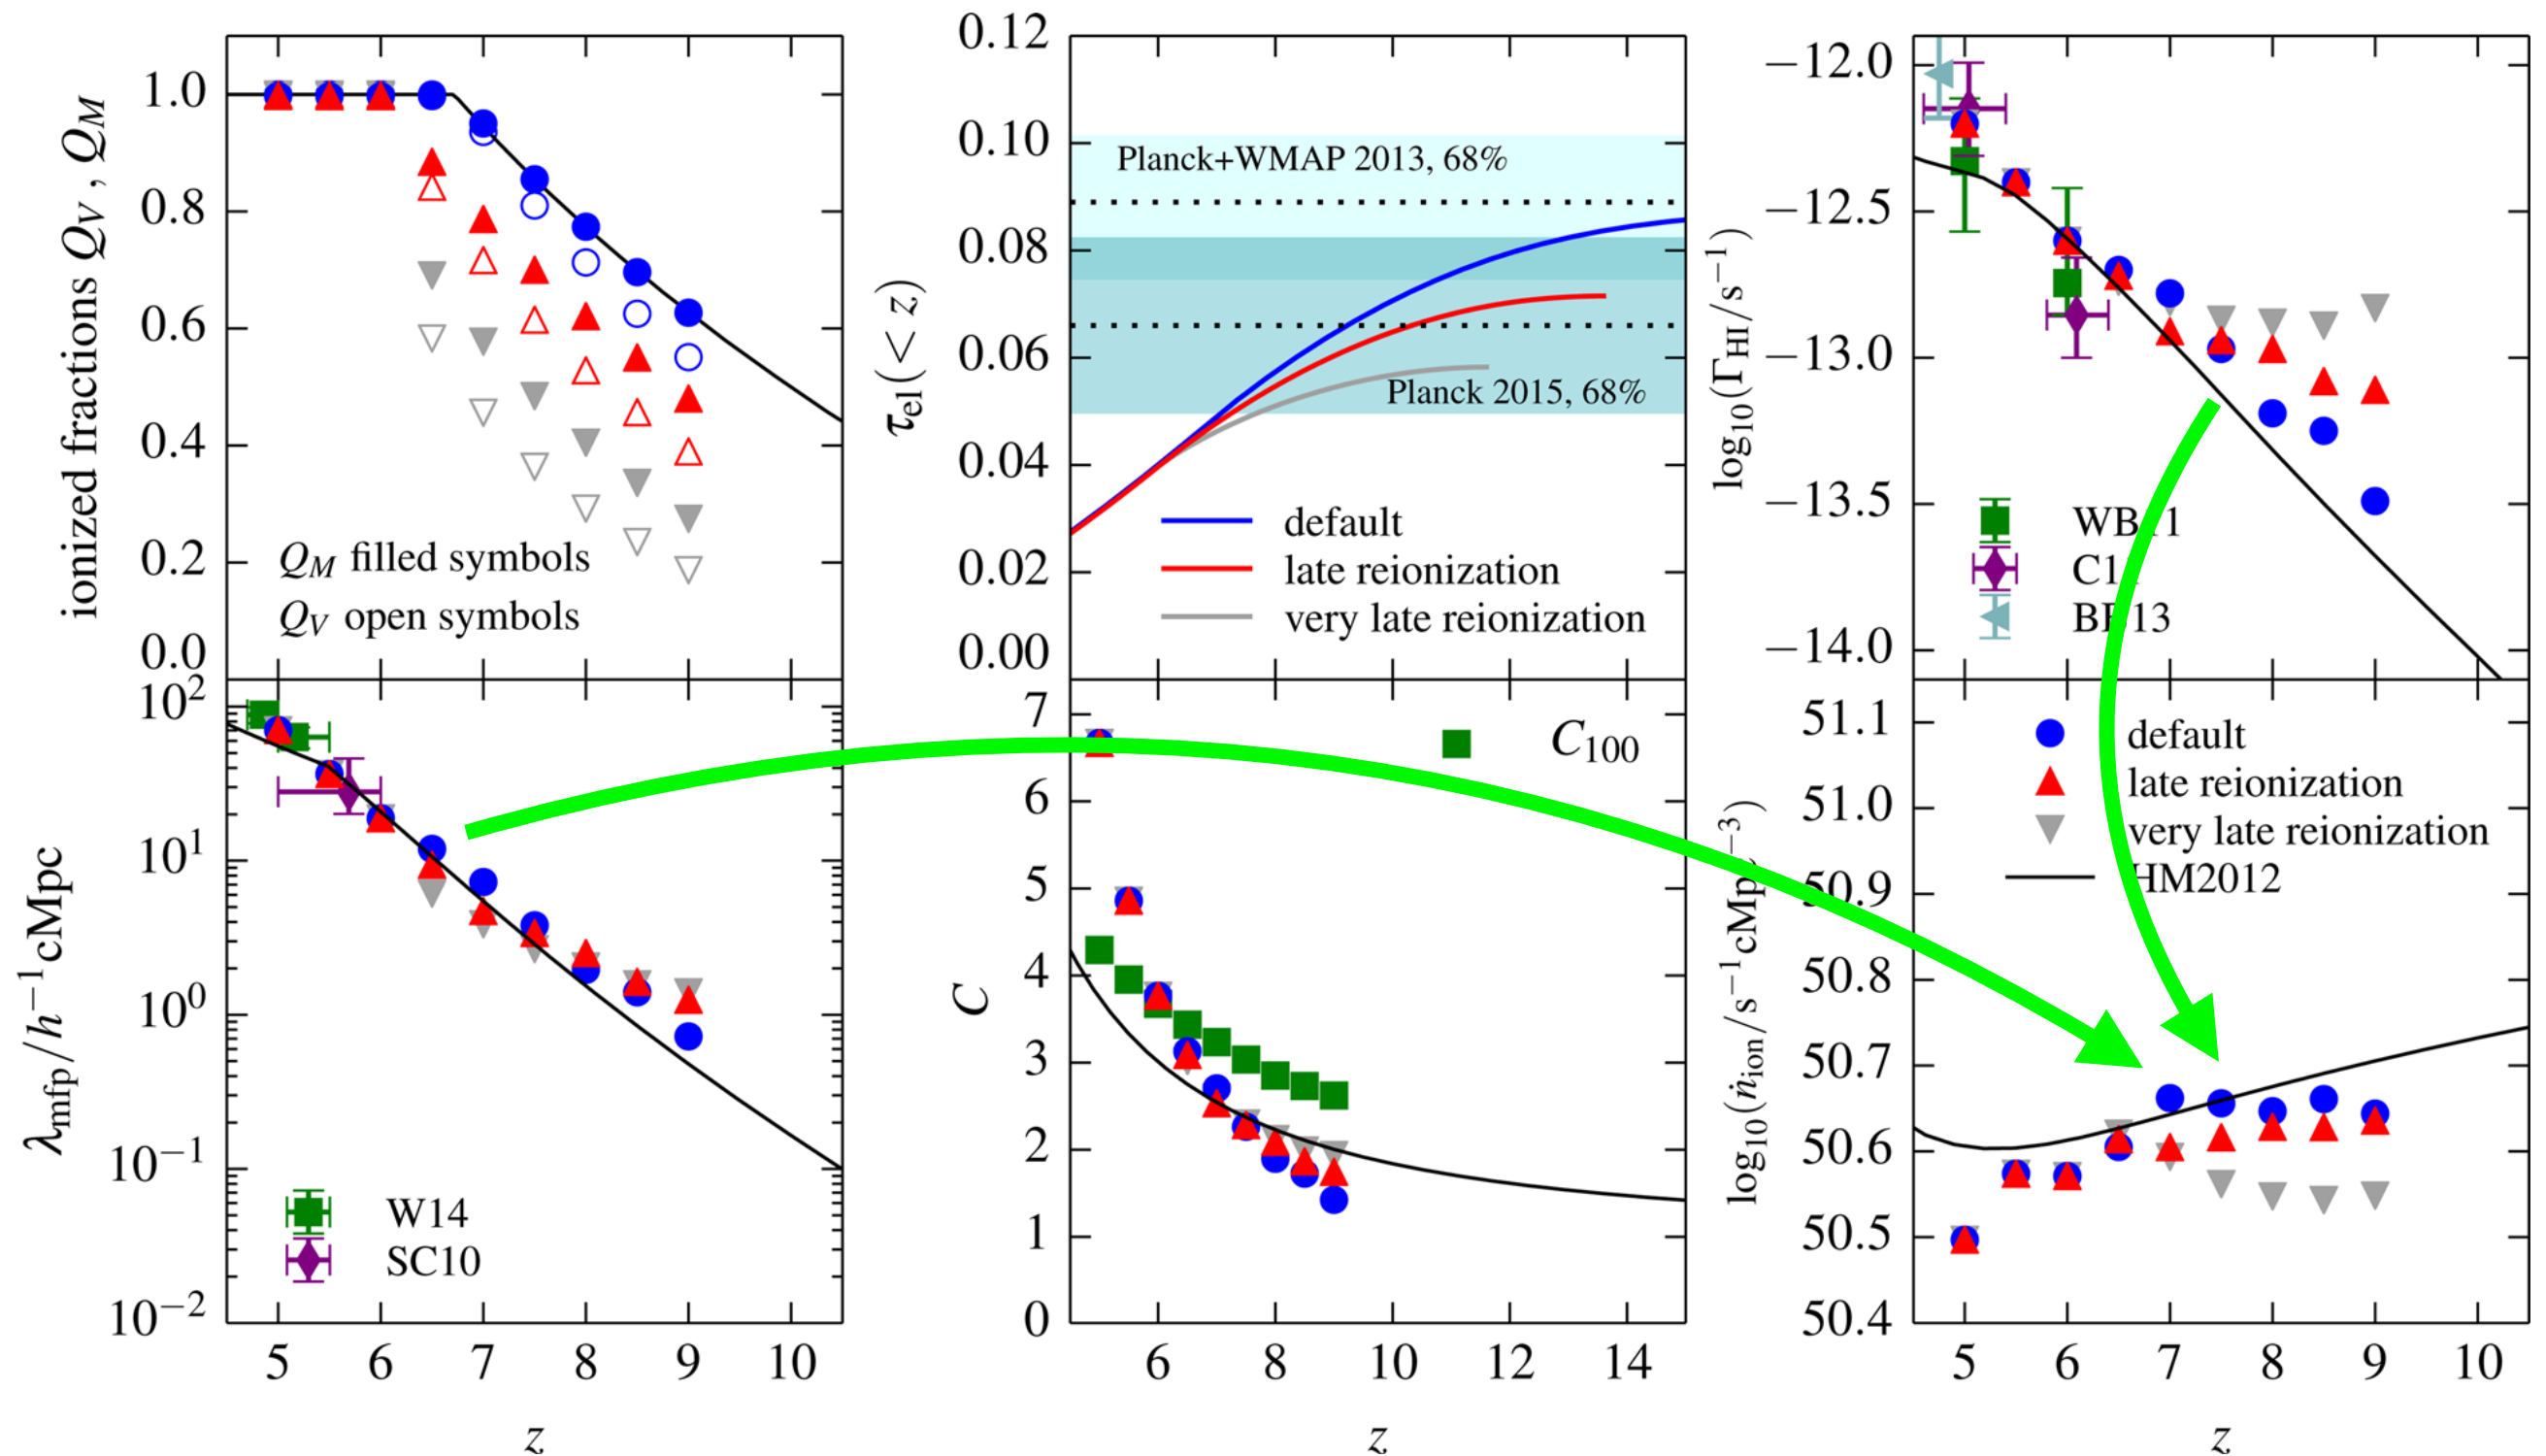 ionized fractions Q_V , Q_M
1.0
0.8
0.6
0.4
0.2
0.0
Q_M filled symbols
Q_V open symbols
τ_el(< z)
0.12
0.10
0.08
0.06
0.04
0.02
0.00
Planck+WMAP 2013, 68%
Planck 2015, 68%
default
late reionization
very late reionization
log_10(Γ_HI/s^−1)
−12.0
−12.5
−13.0
−13.5
−14.0
WB11
BB13
λ_mfp/h^−1cMpc
10^2
10^1
10^0
10^−1
10^−2
W14
SC10
5 6 7 8 9 10
z
C
7
6
5
4
3
2
1
0
C_100
6 8 10 12 14
z
log_10(ṅ_ion/s^−1cMpc^−3)
51.1
51.0
50.9
50.8
50.7
50.6
50.5
50.4
default
late reionization
very late reionization
HM2012
5 6 7 8 9 10
z